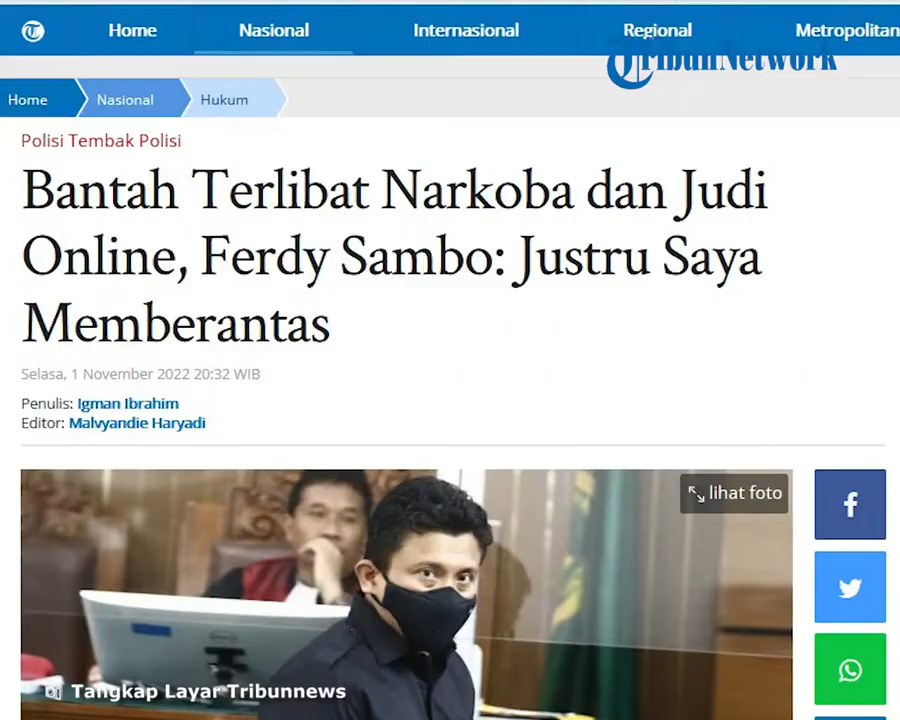 Home Nasional Internasional Regional Metropolitan
TribunNetwork
Home Nasional Hukum
Polisi Tembak Polisi
Bantah Terlibat Narkoba dan Judi
Online, Ferdy Sambo: Justru Saya
Memberantas
Selasa, 1 November 2022 20:32 WIB
Penulis: Igman Ibrahim
Editor: Malvyandie Haryadi
lihat foto
Tangkap Layar Tribunnews